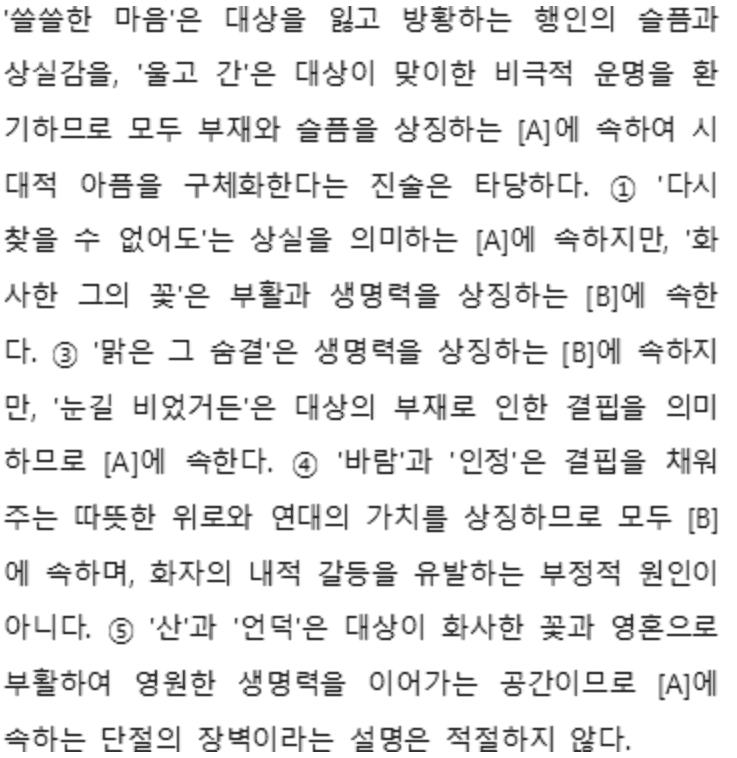 '쓸쓸한 마음'은 대상을 잃고 방황하는 행인의 슬픔과
상실감을, '울고 간'은 대상이 맞이한 비극적 운명을 환
기하므로 모두 부재와 슬픔을 상징하는 [A]에 속하여 시
대적 아픔을 구체화한다는 진술은 타당하다. ① '다시
찾을 수 없어도'는 상실을 의미하는 [A]에 속하지만, '화
사한 그의 꽃'은 부활과 생명력을 상징하는 [B]에 속한
다. ③ '맑은 그 숨결'은 생명력을 상징하는 [B]에 속하지
만, '눈길 비었거든'은 대상의 부재로 인한 결핍을 의미
하므로 [A]에 속한다. ④ '바람'과 '인정'은 결핍을 채워
주는 따뜻한 위로와 연대의 가치를 상징하므로 모두 [B]
에 속하며, 화자의 내적 갈등을 유발하는 부정적 원인이
아니다. ⑤ '산'과 '언덕'은 대상이 화사한 꽃과 영혼으로
부활하여 영원한 생명력을 이어가는 공간이므로 [A]에
속하는 단절의 장벽이라는 설명은 적절하지 않다.